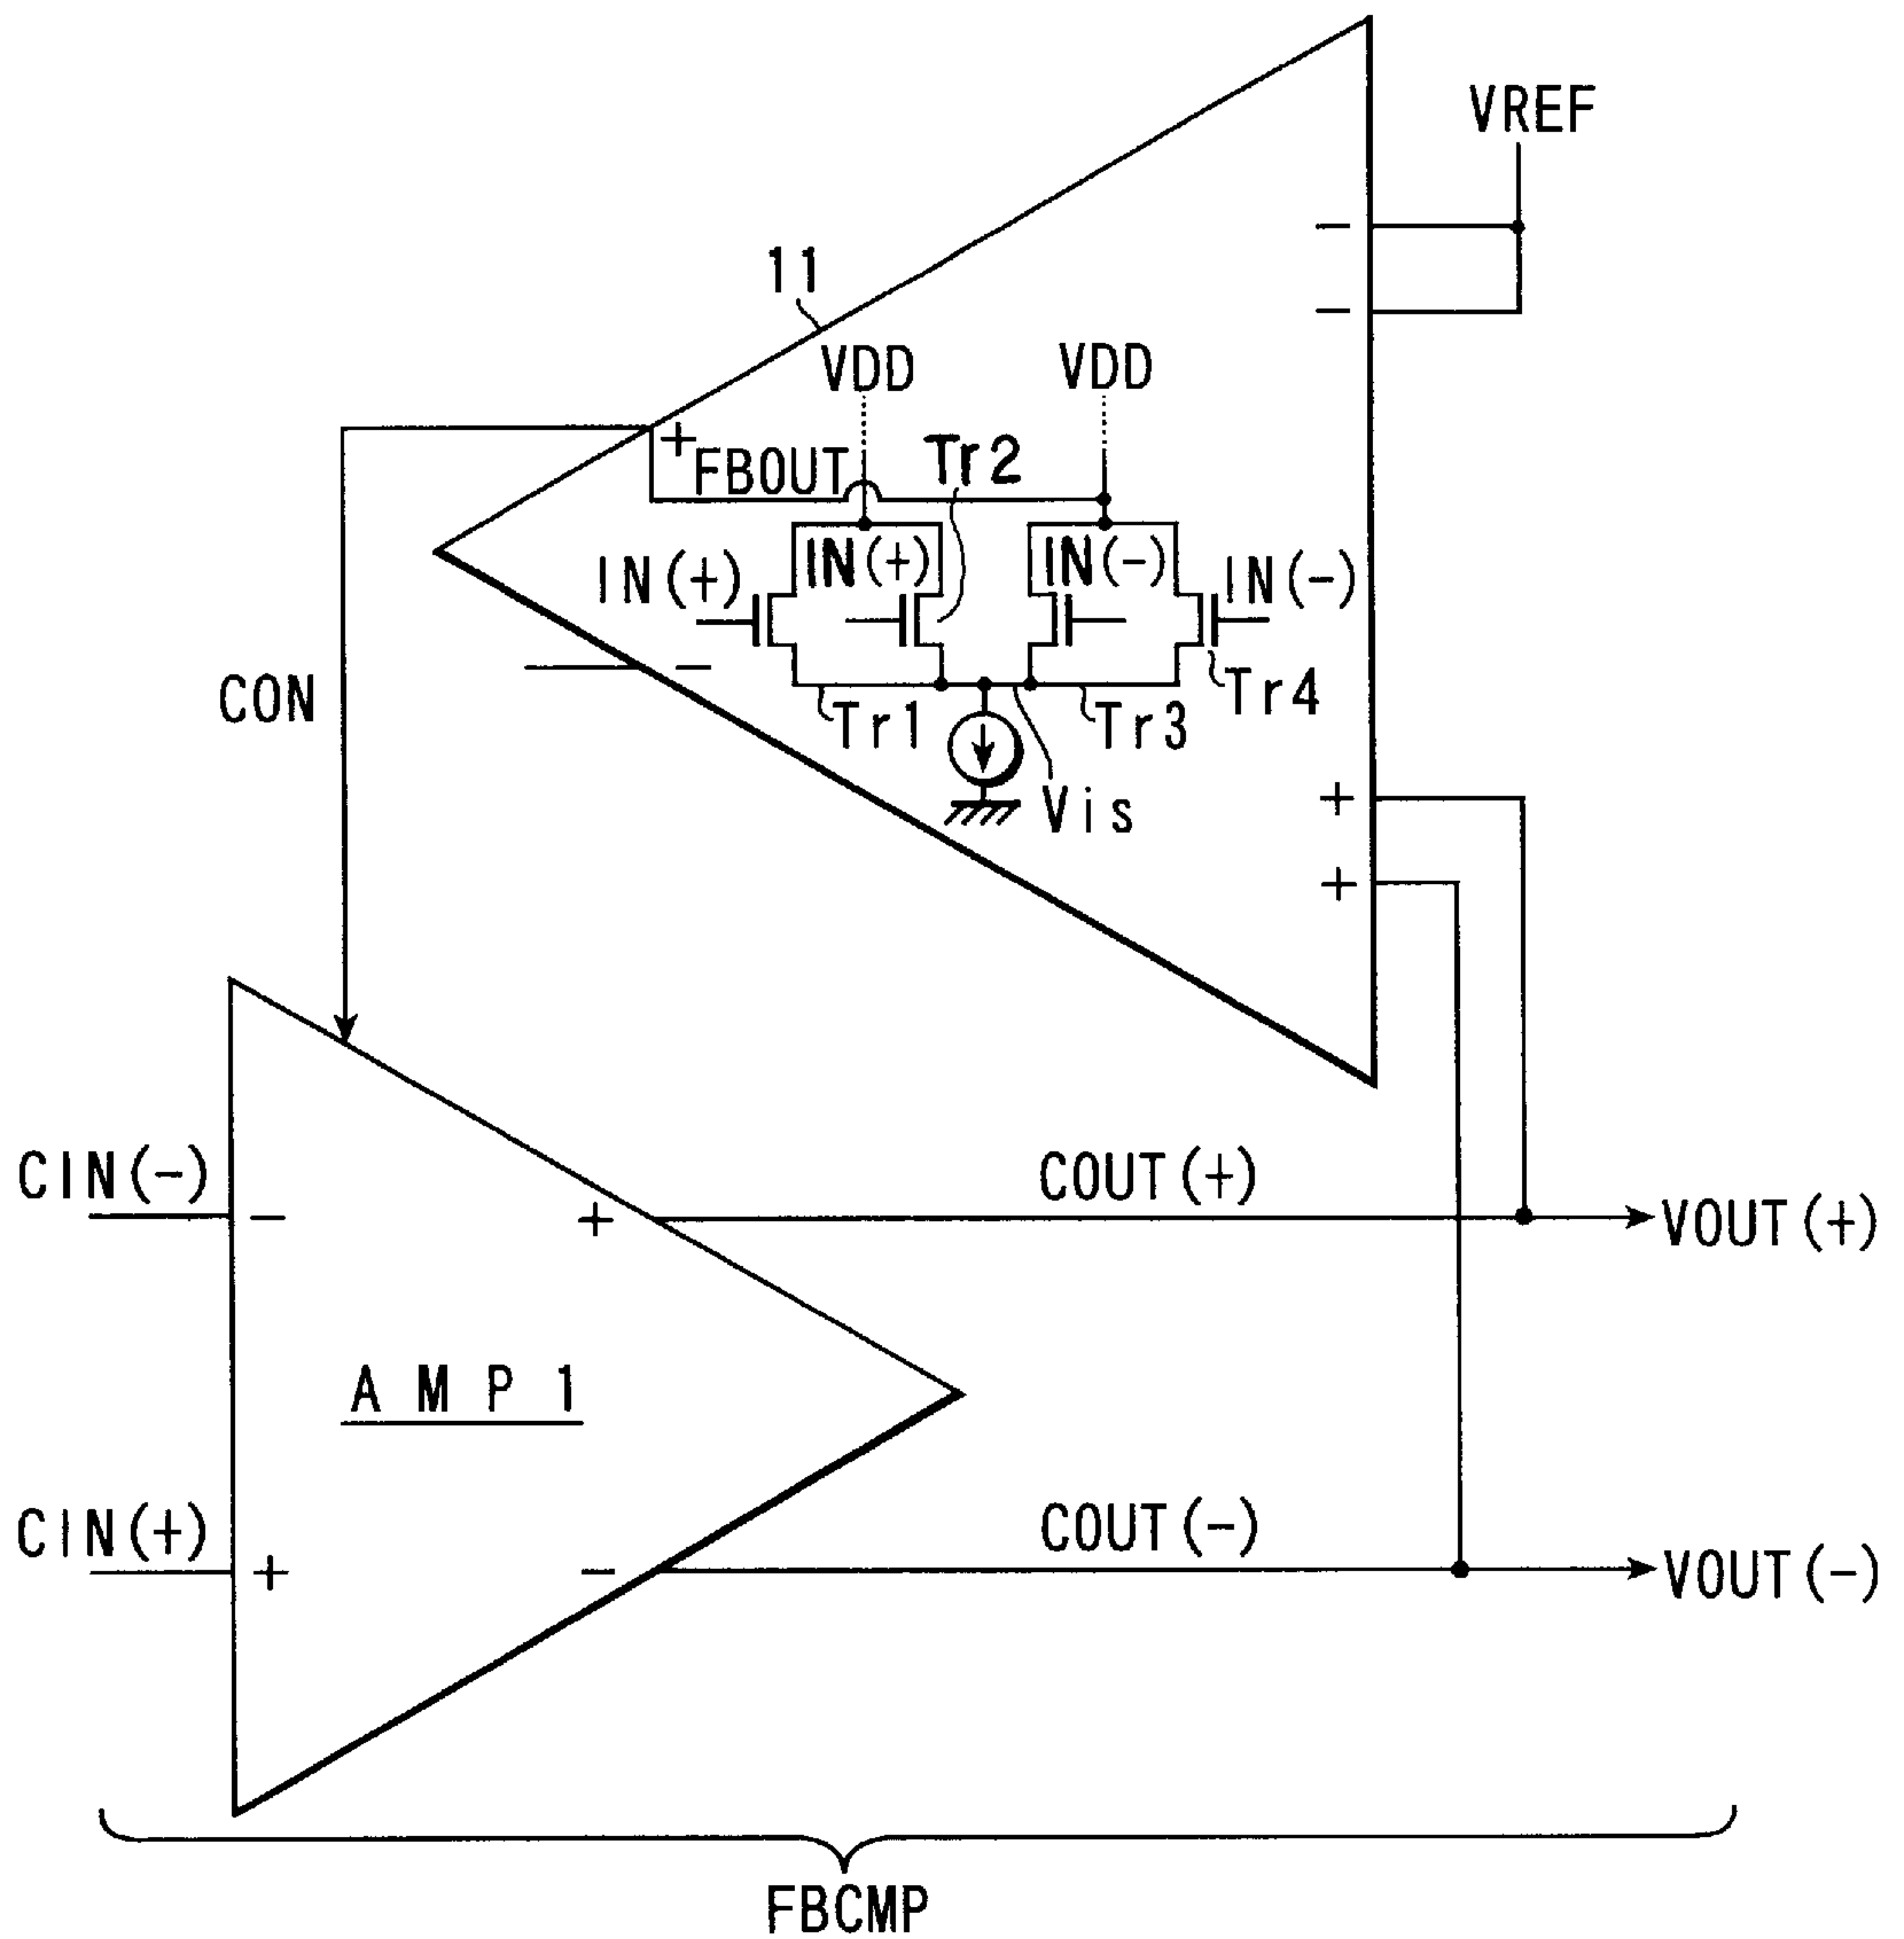 VREF
-
-
11
VDD
VDD
+
FBOUT
Tr2
IN(+)
IN(+)
IN(-)
IN(-)
CON
-
Tr1
Tr3
Tr4
Vis
+
+
CIN(-)
-
+
COUT(+)
VOUT(+)
AMP1
CIN(+)
+
-
COUT(-)
VOUT(-)
FBCMP